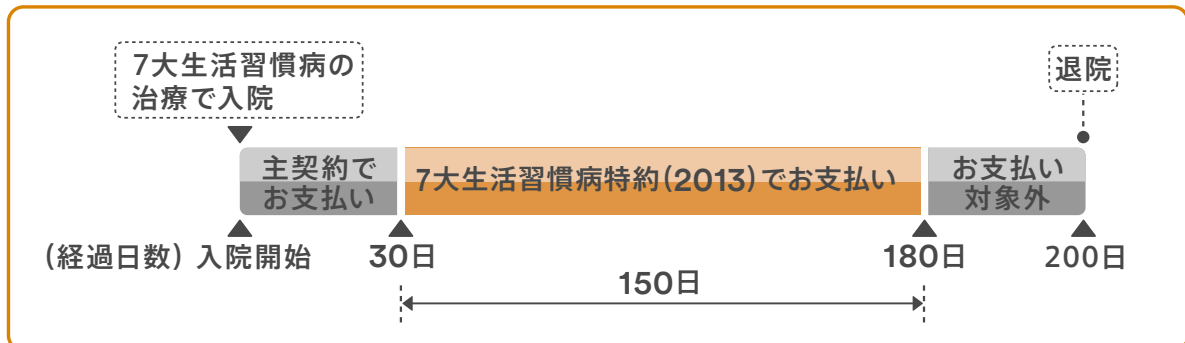 7大生活習慣病の
治療で入院
退院
主契約で
お支払い
7大生活習慣病特約(2013)でお支払い
お支払い
対象外
(経過日数) 入院開始
30日
180日
200日
150日